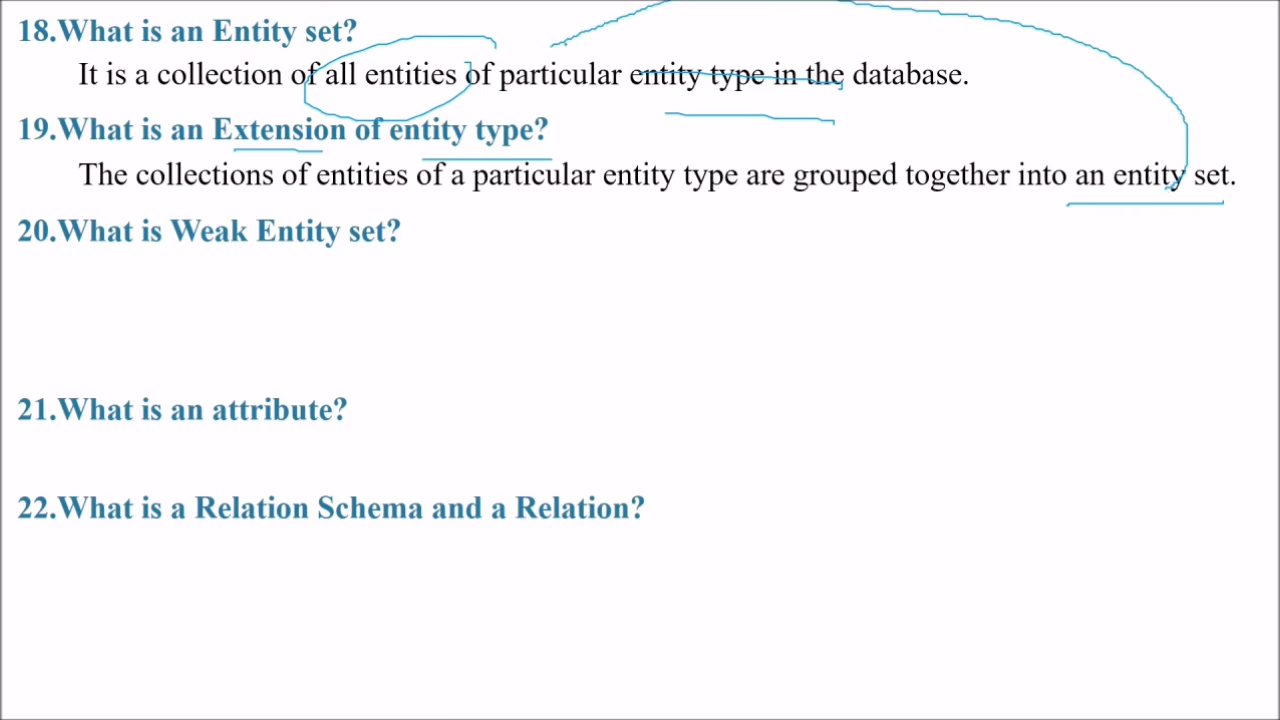 18.What is an Entity set?
It is a collection of all entities of particular entity type in the database.
19.What is an Extension of entity type?
The collections of entities of a particular entity type are grouped together into an entity set.
20.What is Weak Entity set?
21.What is an attribute?
22.What is a Relation Schema and a Relation?